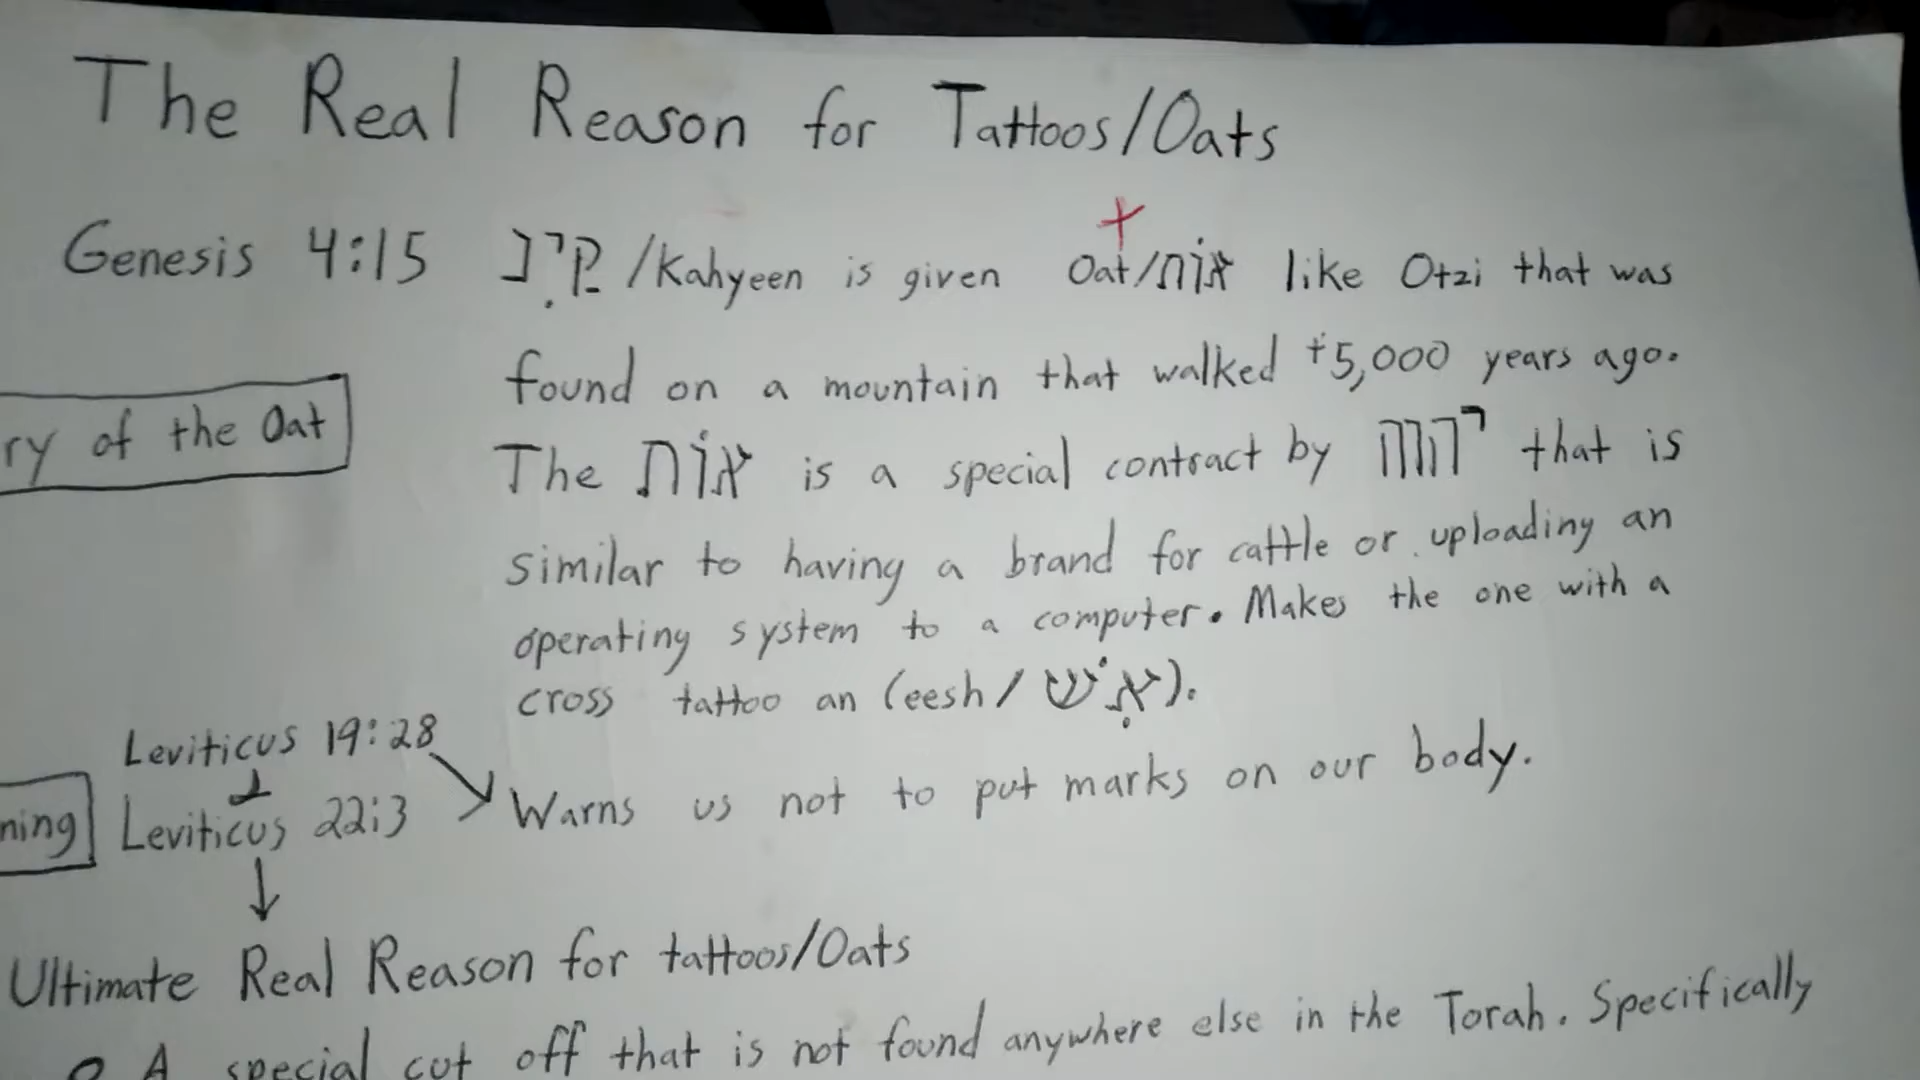 The Real Reason for Tattoos/Oats
+
Genesis 4:15 קִין/Kahyeen is given Oat/אֹות like Otzi that was
found on a mountain that walked +5,000 years ago.
ry of the Oat
The אֹות is a special contract by יהוה that is
similar to having a brand for cattle or uploading an
operating system to a computer. Makes the one with a
cross tattoo an (eesh/אִשׁ).
Leviticus 19:28
Leviticus 22:3
ning
Warns us not to put marks on our body.
Ultimate Real Reason for tattoos/Oats
A special cut off that is not found anywhere else in the Torah. Specifically